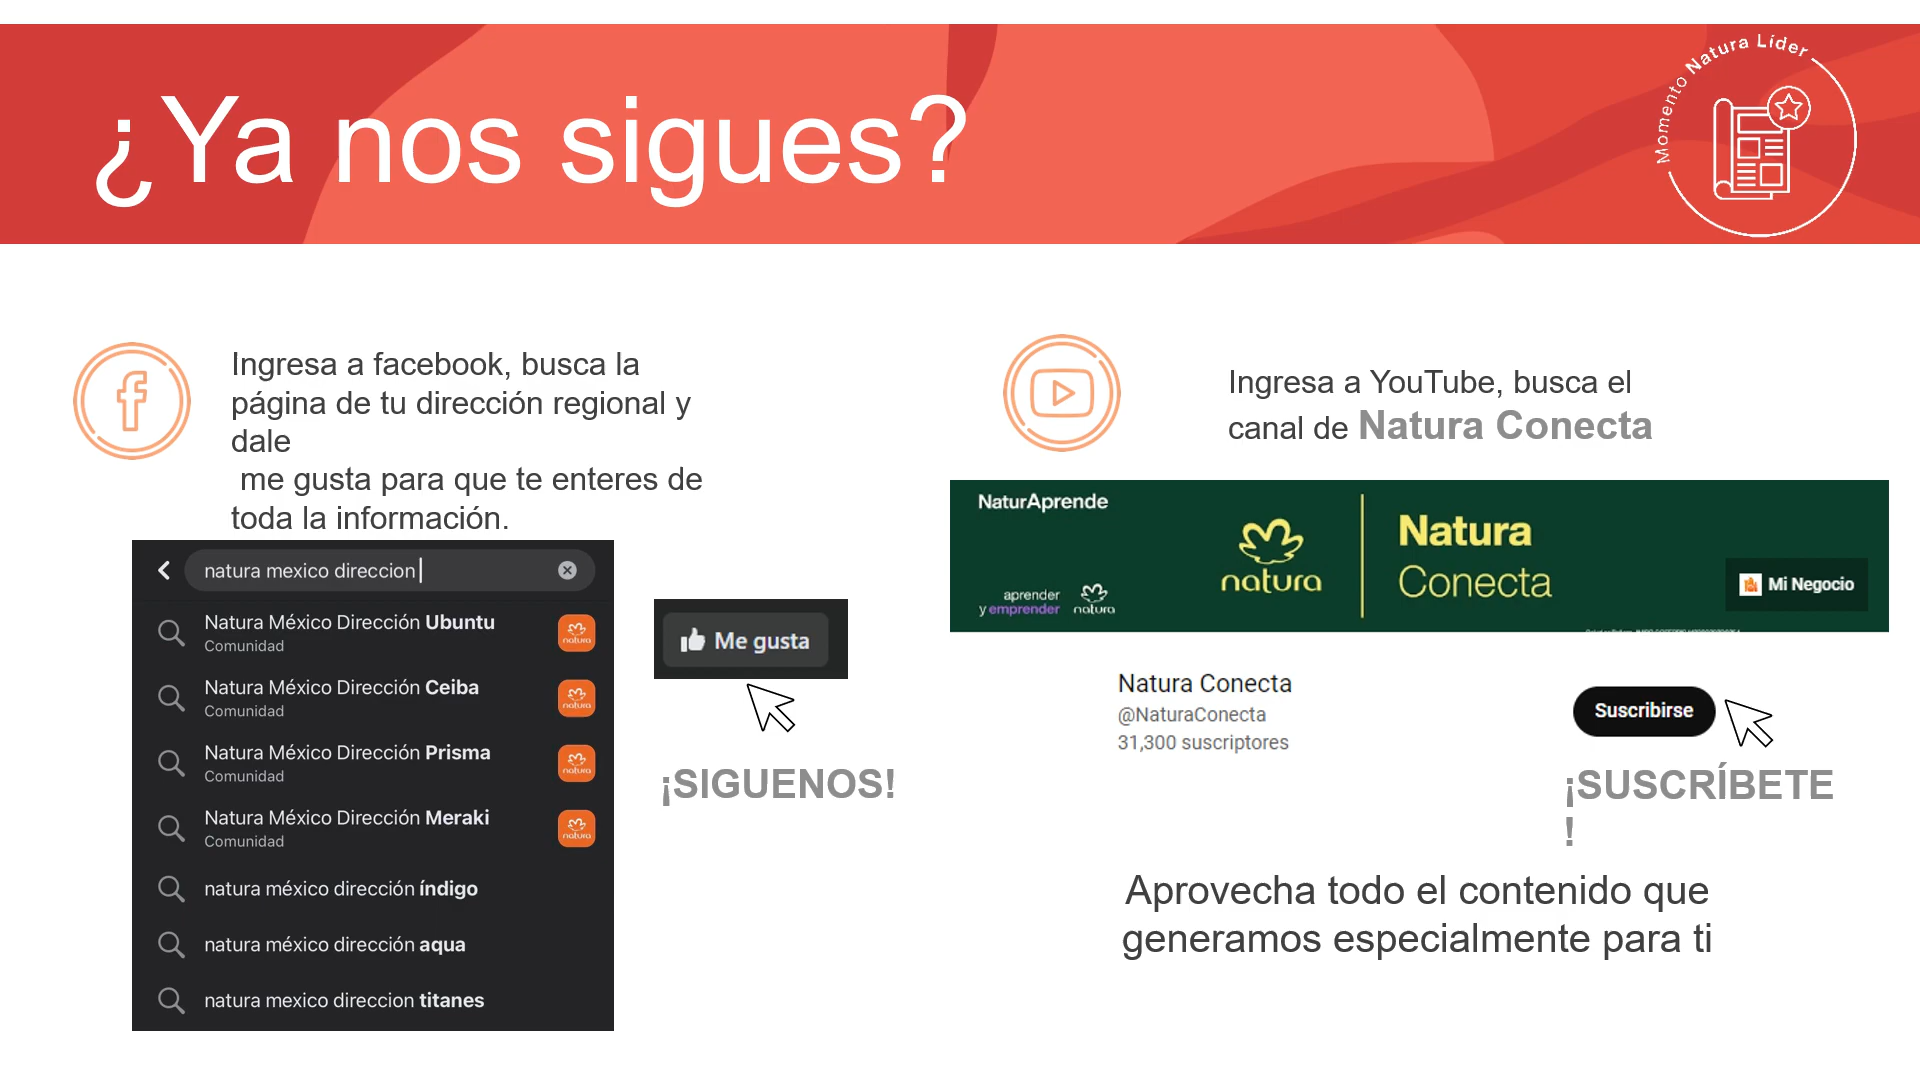 ¿Ya nos sigues?
Momento Natura Líder
Ingresa a facebook, busca la
página de tu dirección regional y
dale
me gusta para que te enteres de
toda la información.
natura mexico direccion
Natura México Dirección Ubuntu
Comunidad
natura
Natura México Dirección Ceiba
Comunidad
natura
Natura México Dirección Prisma
Comunidad
natura
Natura México Dirección Meraki
Comunidad
natura
natura méxico dirección índigo
natura méxico dirección aqua
natura mexico direccion titanes
Me gusta
¡SIGUENOS!
Ingresa a YouTube, busca el
canal de Natura Conecta
NaturAprende
aprender
y emprender
natura
natura
Natura
Conecta
Mi Negocio
Natura Conecta
@NaturaConecta
31,300 suscriptores
Suscribirse
¡SUSCRÍBETE
!
Aprovecha todo el contenido que
generamos especialmente para ti